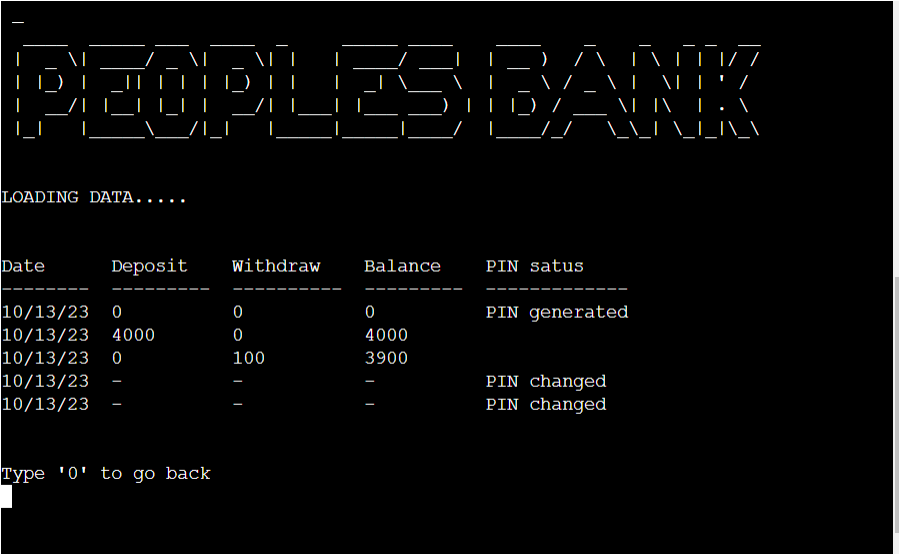 PEOPLES BANK
LOADING DATA.....
Date Deposit Withdraw Balance PIN satus
-------- --------- ---------- --------- -------------
10/13/23 0 0 0 PIN generated
10/13/23 4000 0 4000
10/13/23 0 100 3900
10/13/23 - - - PIN changed
10/13/23 - - - PIN changed
Type '0' to go back